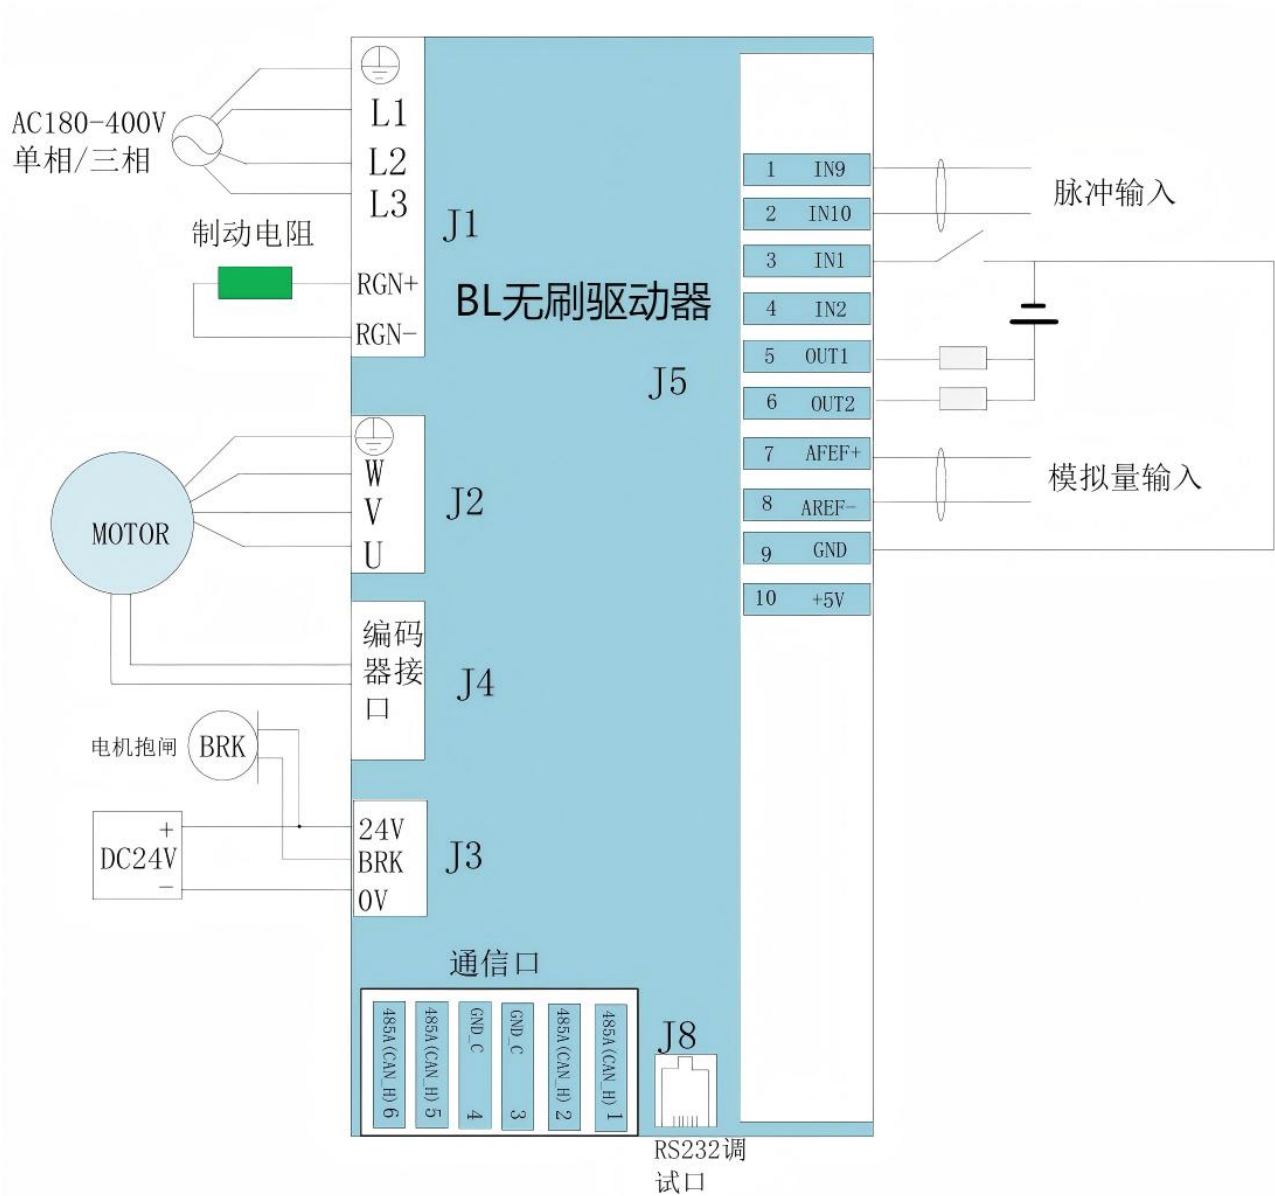 AC180-400V
单相/三相
L1
L2
L3
制动电阻
RGN+
RGN-
J1
BL无刷驱动器
J5
1 IN9
2 IN10
3 IN1
4 IN2
5 OUT1
6 OUT2
7 AFEF+
8 AREF-
9 GND
10 +5V
脉冲输入
模拟量输入
MOTOR
W
V
U
J2
编码
器接
口
J4
电机抱闸
BRK
+
DC24V
-
24V
BRK
0V
J3
通信口
485A(CAN_H) 6
485A(CAN_H) 5
GND_C 4
GND_C 3
485A(CAN_H) 2
485A(CAN_H) 1
J8
RS232调
试口